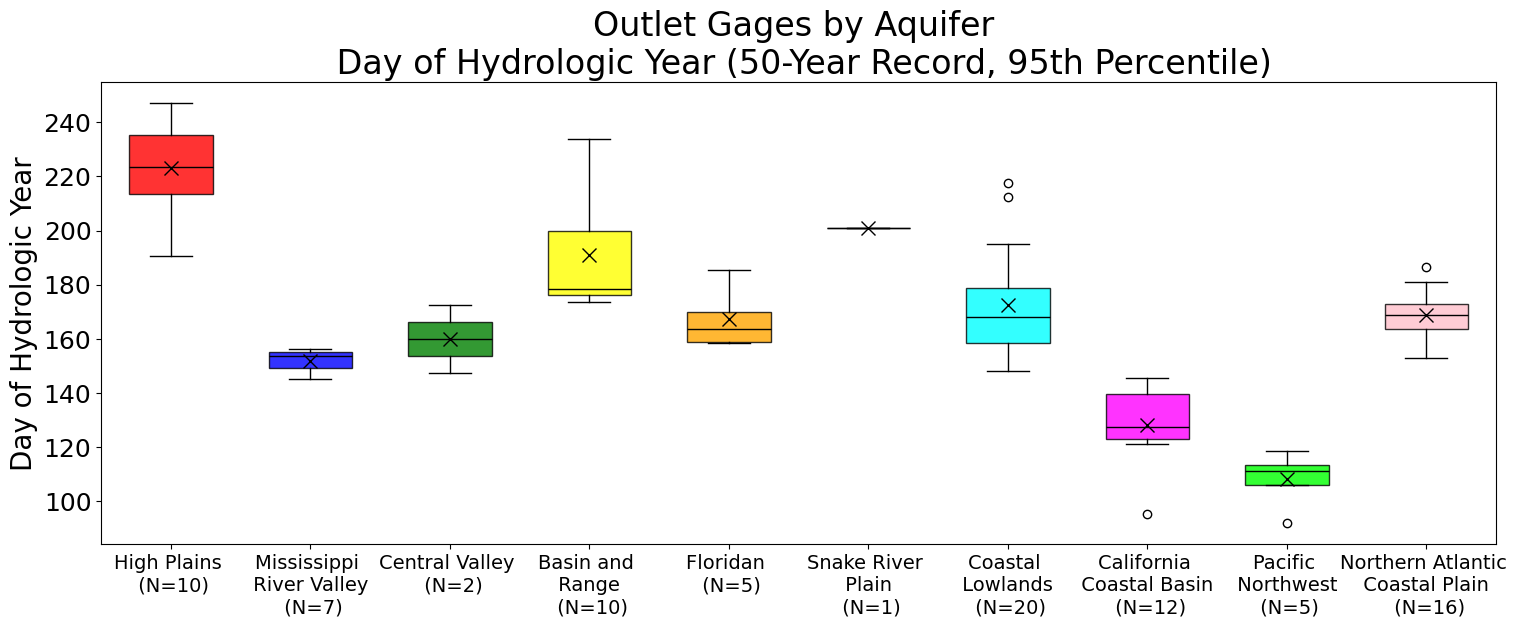 Outlet Gages by Aquifer
Day of Hydrologic Year (50-Year Record, 95th Percentile)
Day of Hydrologic Year
240
220
200
180
160
140
120
100
High Plains
(N=10)
Mississippi
River Valley
(N=7)
Central Valley
(N=2)
Basin and
Range
(N=10)
Floridan
(N=5)
Snake River
Plain
(N=1)
Coastal
Lowlands
(N=20)
California
Coastal Basin
(N=12)
Pacific
Northwest
(N=5)
Northern Atlantic
Coastal Plain
(N=16)